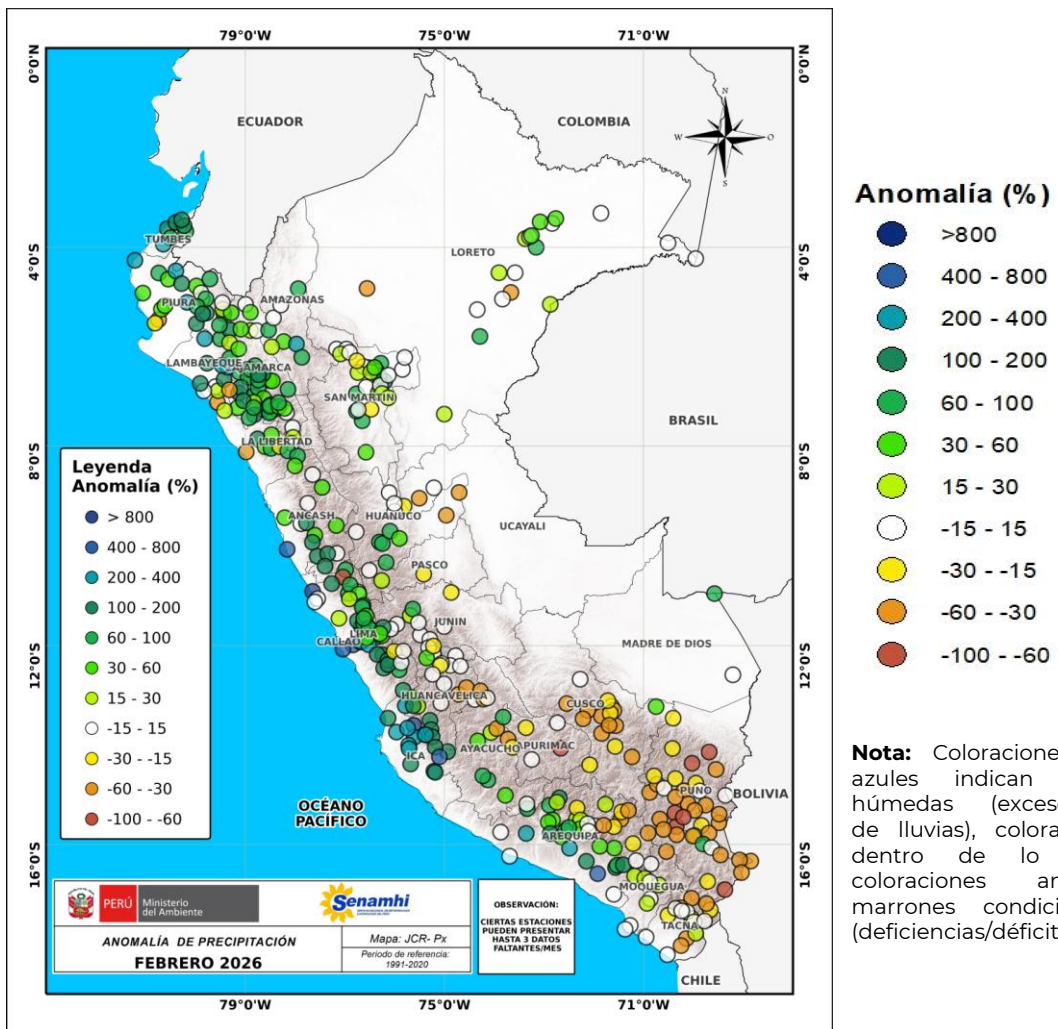 79°0'W
71°0'W
0°0'N
0°0'N
ECUADOR
COLOMBIA
N
W
O
S
TUMBES
LORETO
4°0'S
4°0'S
PIURA
AMAZONAS
LAMBAYEQUE
CAJAMARCA
SAN MARTÍN
BRASIL
LA LIBERTAD
8°0'S
8°0'S
Leyenda
Anomalía (%)
> 800
400 - 800
200 - 400
100 - 200
60 - 100
30 - 60
15 - 30
-15 - 15
-30 - -15
-60 - -30
-100 - -60
ANCASH
HUANUCO
UCAYALI
PASCO
JUNIN
LIMA
CALLAO
MADRE DE DIOS
12°0'S
12°0'S
HUANCAVELICA
CUSCO
AYACUCHO
APURIMAC
ICA
PUNO
BOLIVIA
OCÉANO
PACÍFICO
AREQUIPA
16°0'S
16°0'S
MOQUEGUA
TACNA
CHILE
PERÚ
Ministerio
del Ambiente
Senamhi
ANOMALÍA DE PRECIPITACIÓN
FEBRERO 2026
Mapa: JCR- Px
Periodo de referencia:
1991-2020
OBSERVACIÓN:
CIERTAS ESTACIONES
PUEDEN PRESENTAR
HASTA 3 DATOS
FALTANTES/MES
79°0'W
75°0'W
71°0'W
Anomalía (%)
>800
400 - 800
200 - 400
100 - 200
60 - 100
30 - 60
15 - 30
-15 - 15
-30 - -15
-60 - -30
-100 - -60
Nota: Coloracione
azules indican
húmedas (exces
de lluvias), colora
dentro de lo
coloraciones an
marrones condici
(deficiencias/déficit